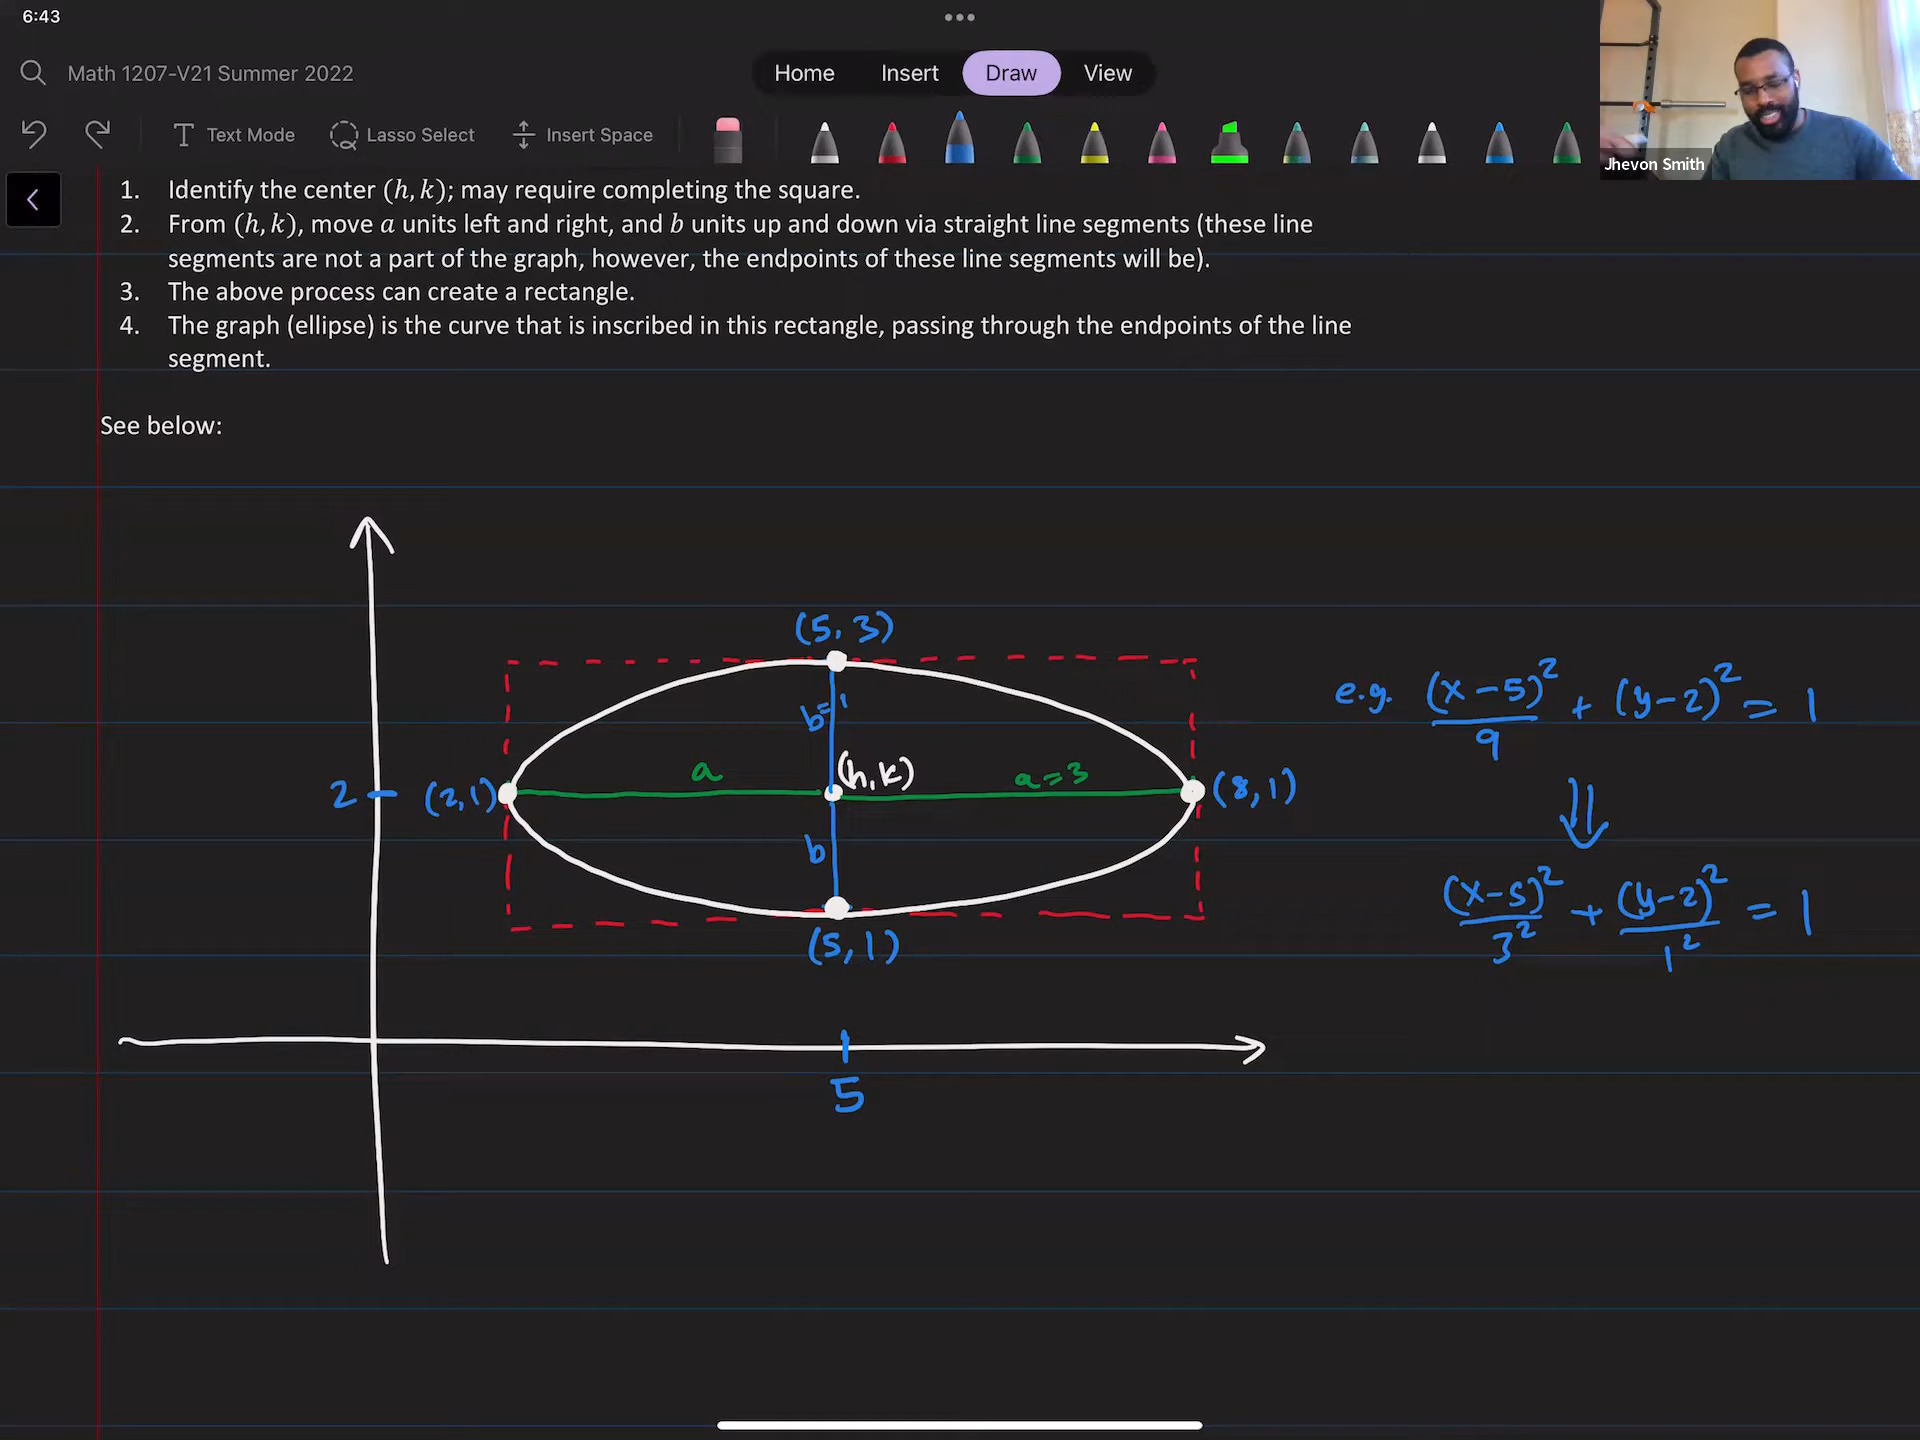 6:43
Math 1207-V21 Summer 2022
Home Insert Draw View
Text Mode Lasso Select Insert Space
Jhevon Smith
1. Identify the center (h, k); may require completing the square.
2. From (h, k), move a units left and right, and b units up and down via straight line segments (these line
segments are not a part of the graph, however, the endpoints of these line segments will be).
3. The above process can create a rectangle.
4. The graph (ellipse) is the curve that is inscribed in this rectangle, passing through the endpoints of the line
segment.
See below:
(5, 3)
b=1
e.g. (x-5)²/9 + (y-2)² = 1
(h,k)
a
a=3
2
(2,1)
(8,1)
⇓
b
(x-5)²/3² + (y-2)²/1² = 1
(5, 1)
5